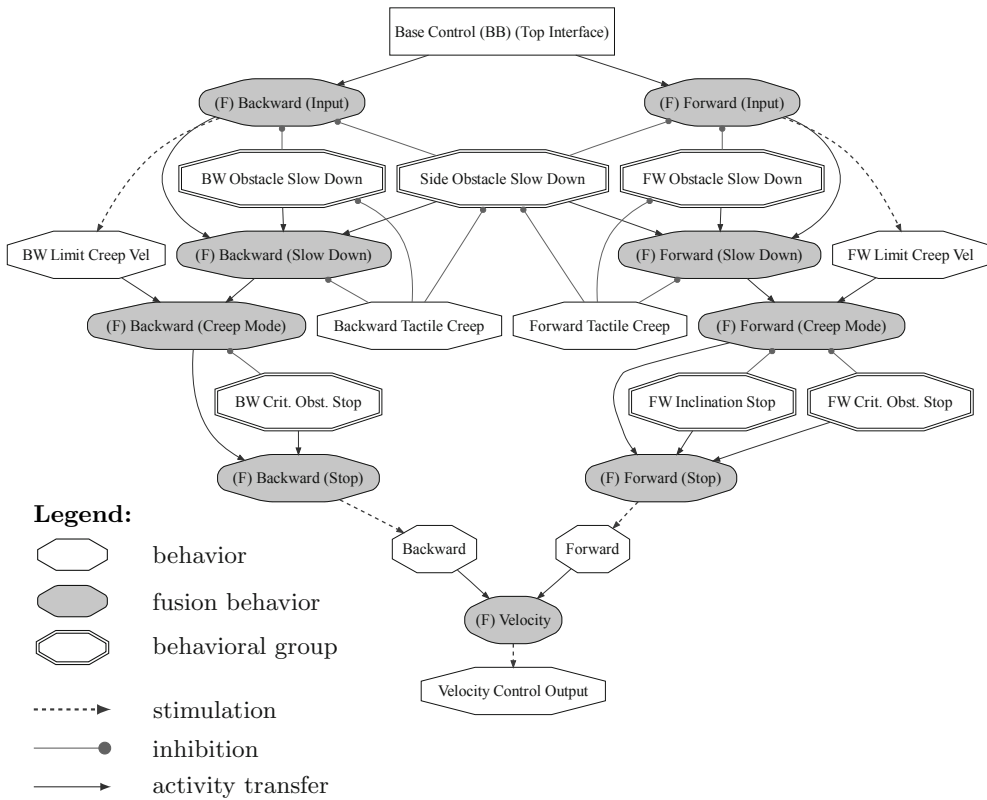 Base Control (BB) (Top Interface)
(F) Backward (Input)
(F) Forward (Input)
BW Obstacle Slow Down
Side Obstacle Slow Down
FW Obstacle Slow Down
BW Limit Creep Vel
(F) Backward (Slow Down)
(F) Forward (Slow Down)
FW Limit Creep Vel
(F) Backward (Creep Mode)
Backward Tactile Creep
Forward Tactile Creep
(F) Forward (Creep Mode)
BW Crit. Obst. Stop
FW Inclination Stop
FW Crit. Obst. Stop
(F) Backward (Stop)
(F) Forward (Stop)
Backward
Forward
(F) Velocity
Velocity Control Output
Legend:
behavior
fusion behavior
behavioral group
stimulation
inhibition
activity transfer